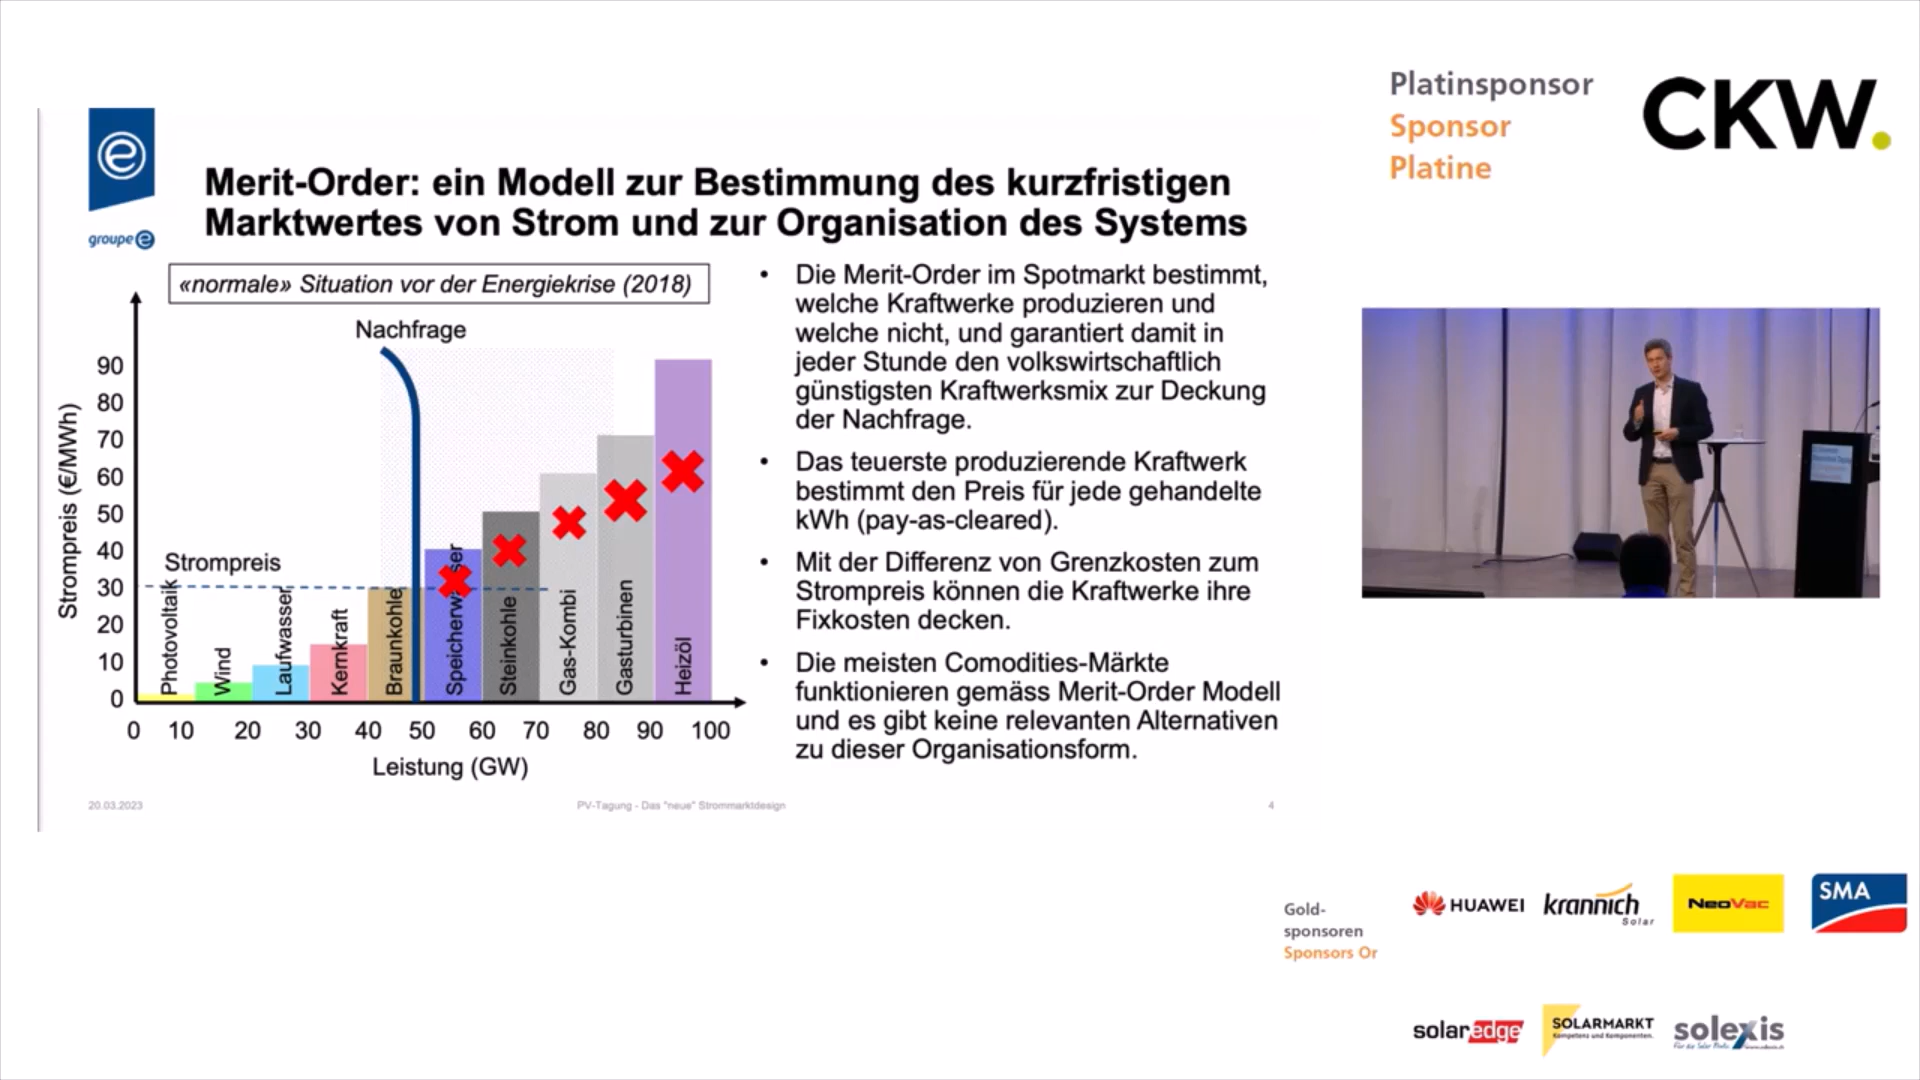 Platinsponsor
Sponsor
Platine
CKW.
groupe e
Merit-Order: ein Modell zur Bestimmung des kurzfristigen
Marktwertes von Strom und zur Organisation des Systems
«normale» Situation vor der Energiekrise (2018)
Nachfrage
Strompreis (€/MWh)
90
80
70
60
50
40
30
20
10
0
Strompreis
Photovoltaik
Wind
Laufwasser
Kernkraft
Braunkohle
Steinkohle
Gas-Kombi
Gasturbinen
Heizöl
0 10 20 30 40 50 60 70 80 90 100
Leistung (GW)
• Die Merit-Order im Spotmarkt bestimmt,
welche Kraftwerke produzieren und
welche nicht, und garantiert damit in
jeder Stunde den volkswirtschaftlich
günstigsten Kraftwerksmix zur Deckung
der Nachfrage.
• Das teuerste produzierende Kraftwerk
bestimmt den Preis für jede gehandelte
kWh (pay-as-cleared).
• Mit der Differenz von Grenzkosten zum
Strompreis können die Kraftwerke ihre
Fixkosten decken.
• Die meisten Comodities-Märkte
funktionieren gemäss Merit-Order Modell
und es gibt keine relevanten Alternativen
zu dieser Organisationsform.
20.03.2023
PV-Tagung - Das "neue" Strommarktdesign
4
Gold-
sponsoren
Sponsors Or
HUAWEI
krannich
Solar
NeoVac
SMA
solaredge
SOLARMARKT
Kompetenz und Komponenten.
solexis